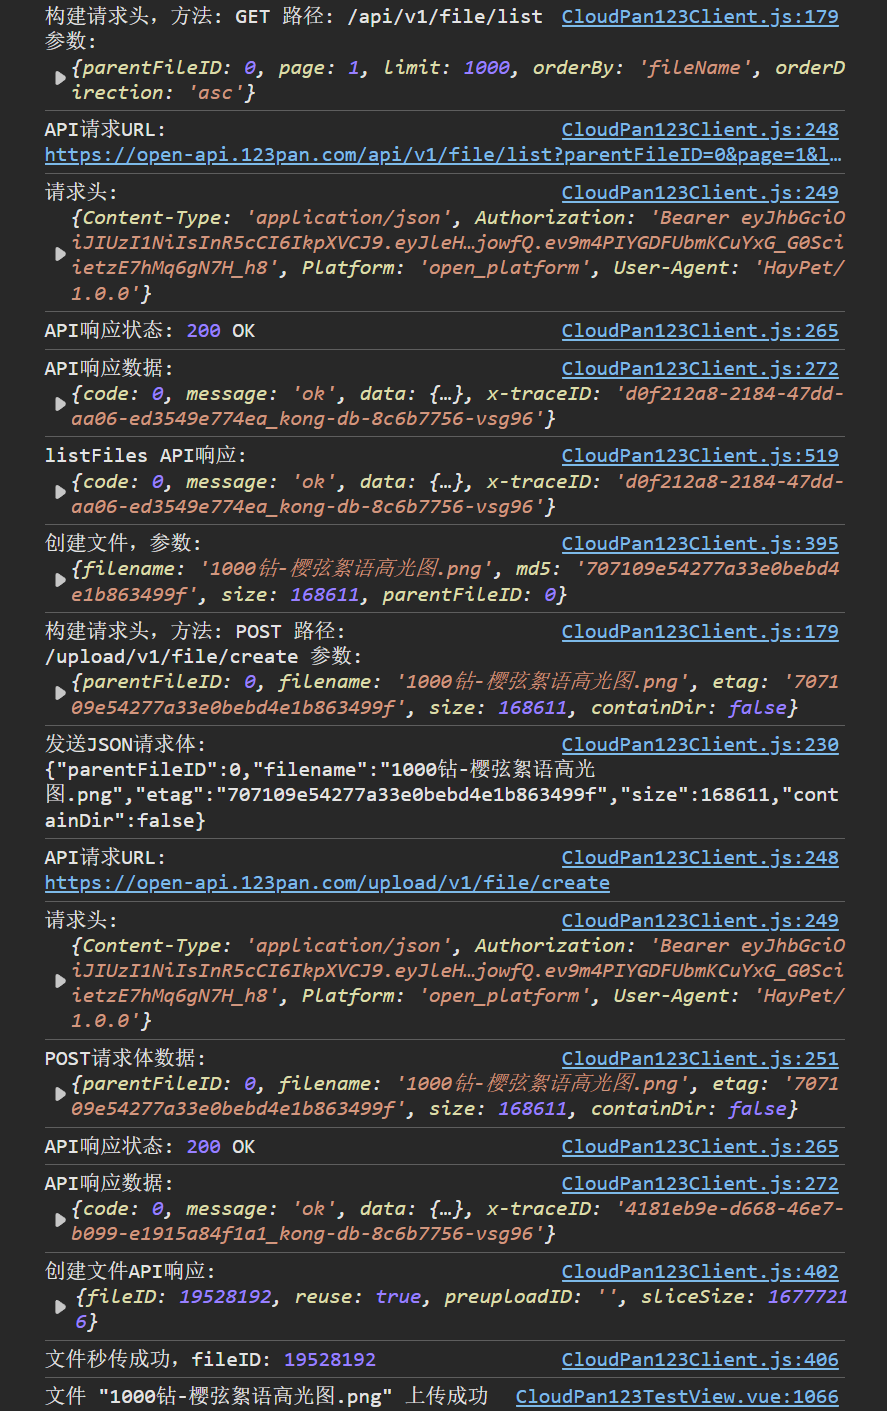 构建请求头，方法: GET 路径: /api/v1/file/list CloudPan123Client.js:179
参数:
{parentFileID: 0, page: 1, limit: 1000, orderBy: 'fileName', orderD
irection: 'asc'}
API请求URL: CloudPan123Client.js:248
https://open-api.123pan.com/api/v1/file/list?parentFileID=0&page=1&l…
请求头: CloudPan123Client.js:249
{Content-Type: 'application/json', Authorization: 'Bearer eyJhbGciO
iJIUzI1NiIsInR5cCI6IkpXVCJ9.eyJleH…jowfQ.ev9m4PIYGDFUbmKCuYxG_G0Sci
ietzE7hMq6gN7H_h8', Platform: 'open_platform', User-Agent: 'HayPet/
1.0.0'}
API响应状态: 200 OK CloudPan123Client.js:265
API响应数据: CloudPan123Client.js:272
{code: 0, message: 'ok', data: {…}, x-traceID: 'd0f212a8-2184-47dd-
aa06-ed3549e774ea_kong-db-8c6b7756-vsg96'}
listFiles API响应: CloudPan123Client.js:519
{code: 0, message: 'ok', data: {…}, x-traceID: 'd0f212a8-2184-47dd-
aa06-ed3549e774ea_kong-db-8c6b7756-vsg96'}
创建文件，参数: CloudPan123Client.js:395
{filename: '1000钻-樱弦絮语高光图.png', md5: '707109e54277a33e0bebd4
e1b863499f', size: 168611, parentFileID: 0}
构建请求头，方法: POST 路径: CloudPan123Client.js:179
/upload/v1/file/create 参数:
{parentFileID: 0, filename: '1000钻-樱弦絮语高光图.png', etag: '7071
09e54277a33e0bebd4e1b863499f', size: 168611, containDir: false}
发送JSON请求体: CloudPan123Client.js:230
{"parentFileID":0,"filename":"1000钻-樱弦絮语高光
图.png","etag":"707109e54277a33e0bebd4e1b863499f","size":168611,"cont
ainDir":false}
API请求URL: CloudPan123Client.js:248
https://open-api.123pan.com/upload/v1/file/create
请求头: CloudPan123Client.js:249
{Content-Type: 'application/json', Authorization: 'Bearer eyJhbGciO
iJIUzI1NiIsInR5cCI6IkpXVCJ9.eyJleH…jowfQ.ev9m4PIYGDFUbmKCuYxG_G0Sci
ietzE7hMq6gN7H_h8', Platform: 'open_platform', User-Agent: 'HayPet/
1.0.0'}
POST请求体数据: CloudPan123Client.js:251
{parentFileID: 0, filename: '1000钻-樱弦絮语高光图.png', etag: '7071
09e54277a33e0bebd4e1b863499f', size: 168611, containDir: false}
API响应状态: 200 OK CloudPan123Client.js:265
API响应数据: CloudPan123Client.js:272
{code: 0, message: 'ok', data: {…}, x-traceID: '4181eb9e-d668-46e7-
b099-e1915a84f1a1_kong-db-8c6b7756-vsg96'}
创建文件API响应: CloudPan123Client.js:402
{fileID: 19528192, reuse: true, preuploadID: '', sliceSize: 1677721
6}
文件秒传成功，fileID: 19528192 CloudPan123Client.js:406
文件 "1000钻-樱弦絮语高光图.png" 上传成功 CloudPan123TestView.vue:1066